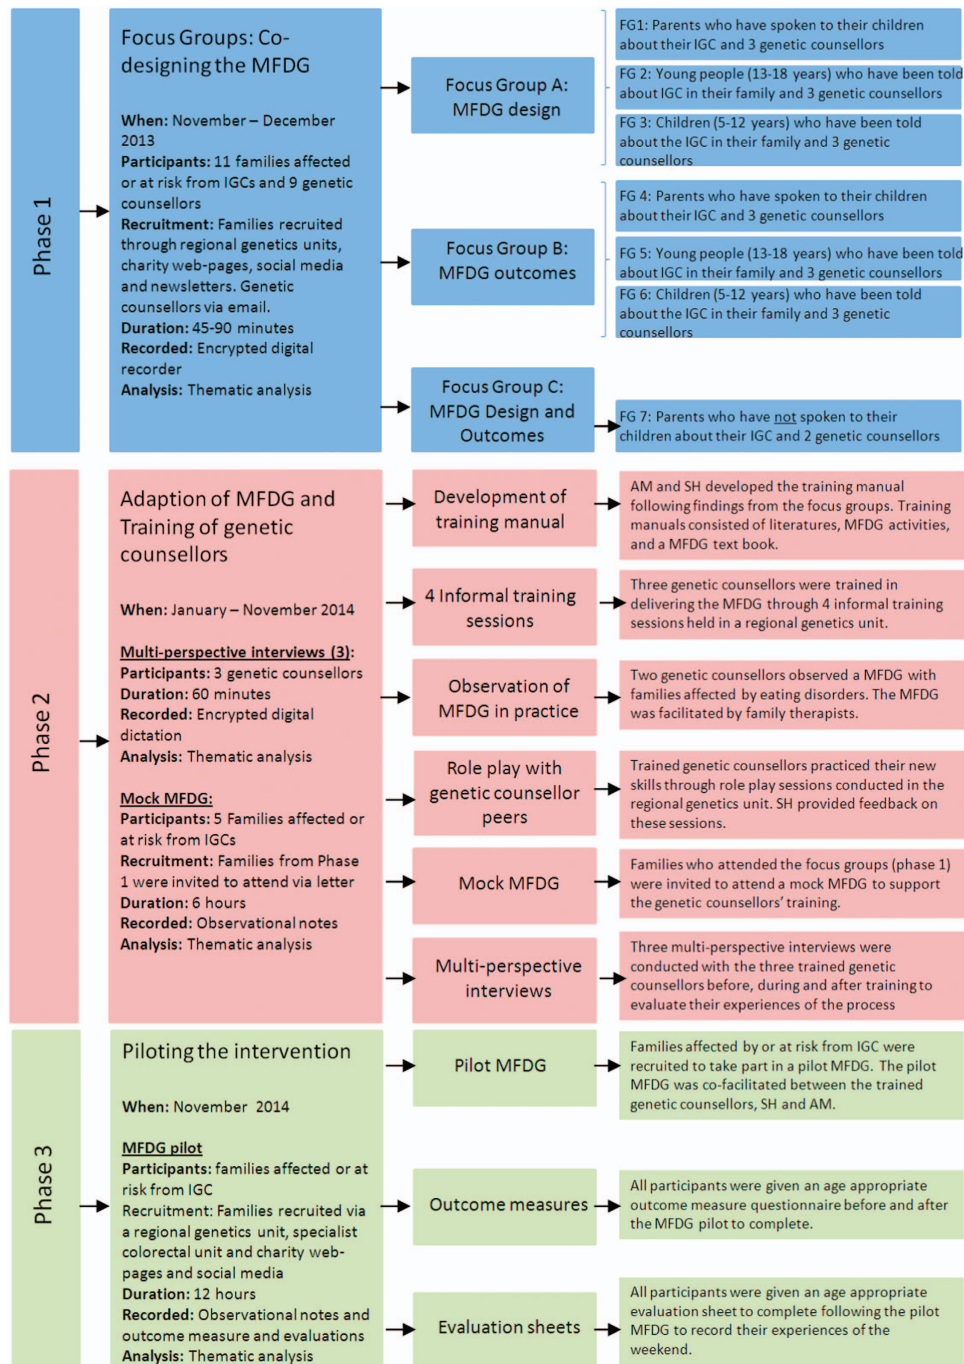 Phase 1
Focus Groups: Co-
designing the MFDG
When: November – December
2013
Participants: 11 families affected
or at risk from IGCs and 9 genetic
counsellors
Recruitment: Families recruited
through regional genetics units,
charity web-pages, social media
and newsletters. Genetic
counsellors via email.
Duration: 45-90 minutes
Recorded: Encrypted digital
recorder
Analysis: Thematic analysis
Focus Group A:
MFDG design
FG1: Parents who have spoken to their children
about their IGC and 3 genetic counsellors
FG 2: Young people (13-18 years) who have been told
about IGC in their family and 3 genetic counsellors
FG 3: Children (5-12 years) who have been told
about the IGC in their family and 3 genetic
counsellors
Focus Group B:
MFDG outcomes
FG 4: Parents who have spoken to their children
about their IGC and 3 genetic counsellors
FG 5: Young people (13-18 years) who have been told
about IGC in their family and 3 genetic counsellors
FG 6: Children (5-12 years) who have been told
about the IGC in their family and 3 genetic
counsellors
Focus Group C:
MFDG Design and
Outcomes
FG 7: Parents who have not spoken to their
children about their IGC and 2 genetic counsellors
Phase 2
Adaption of MFDG and
Training of genetic
counsellors
When: January – November 2014
Multi-perspective interviews (3):
Participants: 3 genetic counsellors
Duration: 60 minutes
Recorded: Encrypted digital
dictation
Analysis: Thematic analysis
Mock MFDG:
Participants: 5 Families affected or
at risk from IGCs
Recruitment: Families from Phase
1 were invited to attend via letter
Duration: 6 hours
Recorded: Observational notes
Analysis: Thematic analysis
Development of
training manual
AM and SH developed the training manual
following findings from the focus groups. Training
manuals consisted of literatures, MFDG activities,
and a MFDG text book.
4 Informal training
sessions
Three genetic counsellors were trained in
delivering the MFDG through 4 informal training
sessions held in a regional genetics unit.
Observation of
MFDG in practice
Two genetic counsellors observed a MFDG with
families affected by eating disorders. The MFDG
was facilitated by family therapists.
Role play with
genetic counsellor
peers
Trained genetic counsellors practiced their new
skills through role play sessions conducted in the
regional genetics unit. SH provided feedback on
these sessions.
Mock MFDG
Families who attended the focus groups (phase 1)
were invited to attend a mock MFDG to support
the genetic counsellors' training.
Multi-perspective
interviews
Three multi-perspective interviews were
conducted with the three trained genetic
counsellors before, during and after training to
evaluate their experiences of the process
Phase 3
Piloting the intervention
When: November 2014
MFDG pilot
Participants: families affected or at
risk from IGC
Recruitment: Families recruited via
a regional genetics unit, specialist
colorectal unit and charity web-
pages and social media
Duration: 12 hours
Recorded: Observational notes and
outcome measure and evaluations
Analysis: Thematic analysis
Pilot MFDG
Families affected by or at risk from IGC were
recruited to take part in a pilot MFDG. The pilot
MFDG was co-facilitated between the trained
genetic counsellors, SH and AM.
Outcome measures
All participants were given an age appropriate
outcome measure questionnaire before and after
the MFDG pilot to complete.
Evaluation sheets
All participants were given an age appropriate
evaluation sheet to complete following the pilot
MFDG to record their experiences of the
weekend.